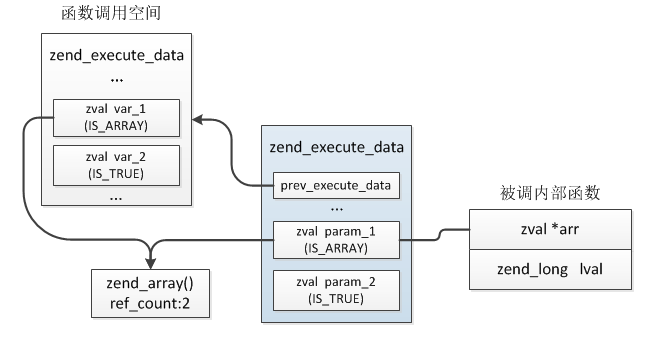 函数调用空间
zend_execute_data
...
zval var_1
(IS_ARRAY)
zval var_2
(IS_TRUE)
...
zend_execute_data
prev_execute_data
...
zval param_1
(IS_ARRAY)
zval param_2
(IS_TRUE)
被调内部函数
zval *arr
zend_long lval
zend_array()
ref_count:2